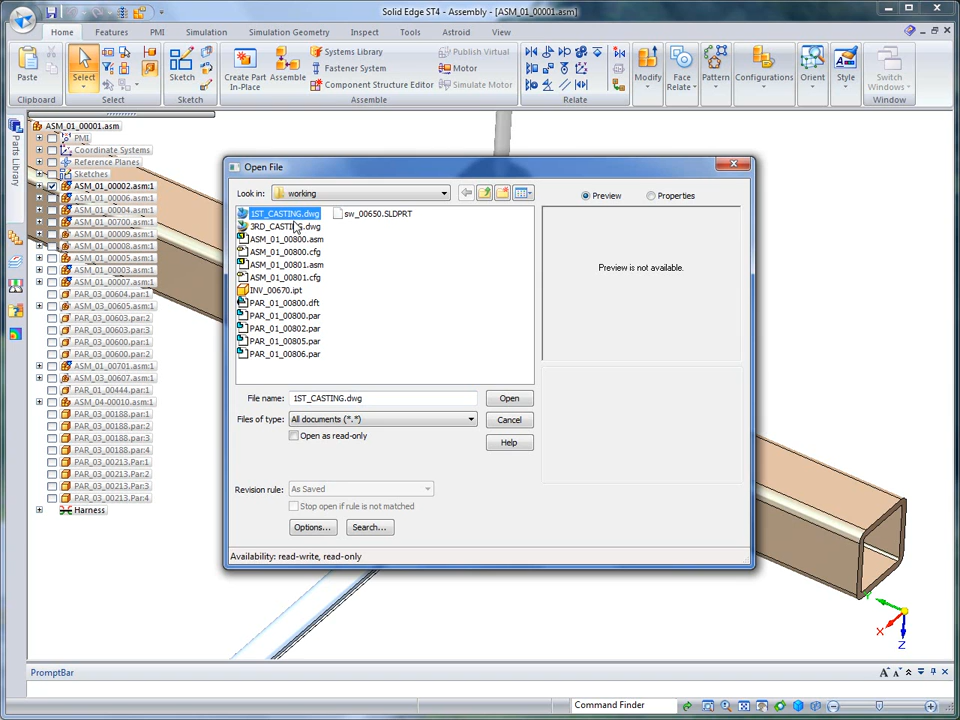 Solid Edge ST4 - Assembly - [ASM_01_00001.asm]
Home Features PMI Simulation Simulation Geometry Inspect Tools Astroid View
Paste
Clipboard
Select
Select
Sketch
Sketch
Create Part In-Place
Assemble
Systems Library
Fastener System
Component Structure Editor
Publish Virtual
Motor
Simulate Motor
Assemble
Relate
Modify
Face Relate
Pattern
Configurations
Orient
Style
Switch Windows
Window
Parts Library
ASM_01_00001.asm
PMI
Coordinate Systems
Reference Planes
Sketches
ASM_01_00002.asm:1
ASM_01_00006.asm:1
ASM_01_00004.asm:1
ASM_01_00700.asm:1
ASM_01_00009.asm:1
ASM_01_00008.asm:1
ASM_01_00005.asm:1
ASM_01_00003.asm:1
ASM_01_00007.asm:1
PAR_03_00604.par:1
ASM_03_00605.asm:1
PAR_03_00603.par:2
PAR_03_00600.par:3
PAR_03_00602.par:1
PAR_03_00600.par:2
ASM_01_00701.asm:1
ASM_03_00607.asm:1
PAR_01_00444.par:1
ASM_04-00010.asm:1
PAR_03_00188.par:1
PAR_03_00188.par:2
PAR_03_00188.par:3
PAR_03_00188.par:4
PAR_03_00213.Par:1
PAR_03_00213.Par:2
PAR_03_00213.Par:3
PAR_03_00213.Par:4
Harness
Open File
Look in: working
Preview Properties
1ST_CASTING.dwg sw_00650.SLDPRT
3RD_CASTING.dwg
ASM_01_00800.asm
ASM_01_00800.cfg
ASM_01_00801.asm
ASM_01_00801.cfg
INV_00670.ipt
PAR_01_00800.dft
PAR_01_00800.par
PAR_01_00802.par
PAR_01_00805.par
PAR_01_00806.par
Preview is not available.
File name: 1ST_CASTING.dwg Open
Files of type: All documents (*.*) Cancel
Open as read-only Help
Revision rule: As Saved
Stop open if rule is not matched
Options... Search...
Availability: read-write, read-only
Y
X
Z
PromptBar
Command Finder